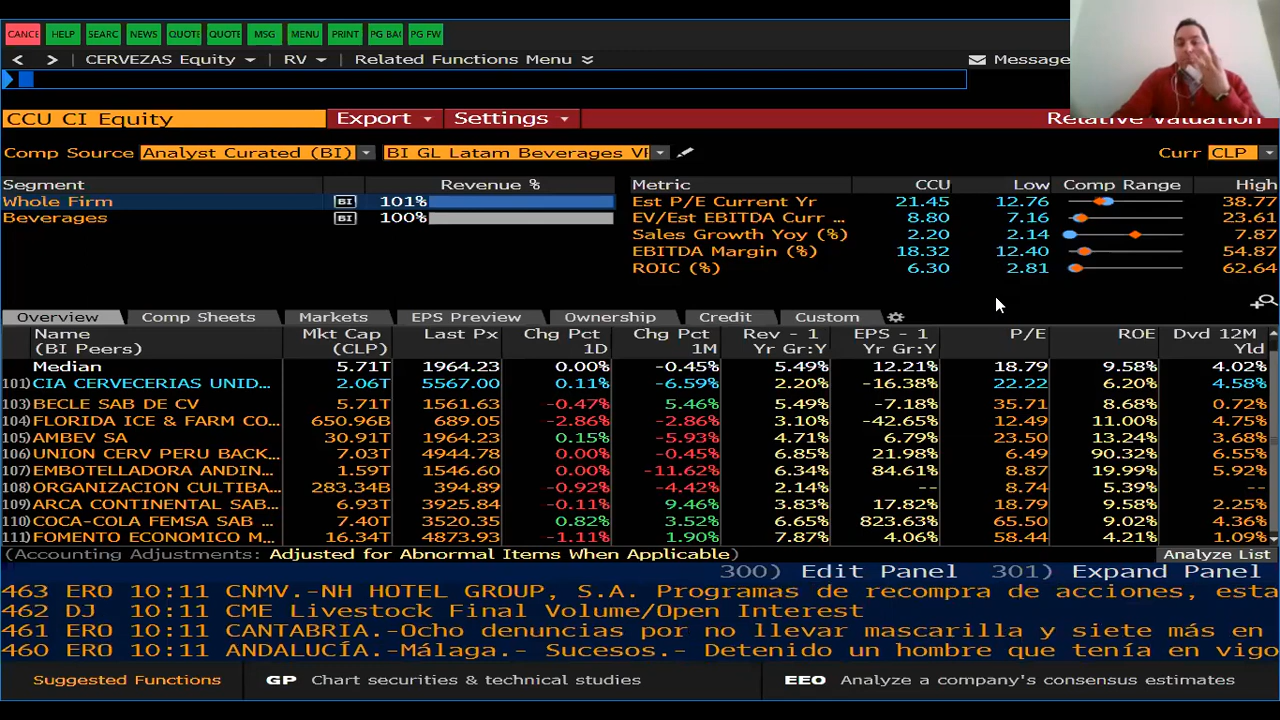 CANCE HELP SEARC NEWS QUOTE QUOTE MSG MENU PRINT PG BAC PG FW
< > CERVEZAS Equity RV Related Functions Menu Message
CCU CI Equity Export Settings Relative Valuation
Comp Source Analyst Curated (BI) BI GL Latam Beverages Curr CLP
Segment Revenue % Metric CCU Low Comp Range High
Whole Firm BI 101% Est P/E Current Yr 21.45 12.76 38.77
Beverages BI 100% EV/Est EBITDA Curr ... 8.80 7.16 23.61
Sales Growth Yoy (%) 2.20 2.14 7.87
EBITDA Margin (%) 18.32 12.40 54.87
ROIC (%) 6.30 2.81 62.64
Overview Comp Sheets Markets EPS Preview Ownership Credit Custom
Name Mkt Cap Last Px Chg Pct Chg Pct Rev - 1 EPS - 1 P/E ROE Dvd 12M
(BI Peers) (CLP) 1D 1M Yr Gr:Y Yr Gr:Y Yld
Median 5.71T 1964.23 0.00% -0.45% 5.49% 12.21% 18.79 9.58% 4.02%
101) CIA CERVECERIAS UNID... 2.06T 5567.00 0.11% -6.59% 2.20% -16.38% 22.22 6.20% 4.58%
103) BECLE SAB DE CV 5.71T 1561.63 -0.47% 5.46% 5.49% -7.18% 35.71 8.68% 0.72%
104) FLORIDA ICE & FARM CO... 650.96B 689.05 -2.86% -2.86% 3.10% -42.65% 12.49 11.00% 4.75%
105) AMBEV SA 30.91T 1964.23 0.15% -5.93% 4.71% 6.79% 23.50 13.24% 3.68%
106) UNION CERV PERU BACK... 7.03T 4944.78 0.00% -0.45% 6.85% 21.98% 6.49 90.32% 6.55%
107) EMBOTELLADORA ANDIN... 1.59T 1546.60 0.00% -11.62% 6.34% 84.61% 8.87 19.99% 5.92%
108) ORGANIZACION CULTIBA... 283.34B 394.89 -0.92% -4.42% 2.14% -- 8.74 5.39% --
109) ARCA CONTINENTAL SAB... 6.93T 3925.84 -0.11% 9.46% 3.83% 17.82% 18.79 9.58% 2.25%
110) COCA-COLA FEMSA SAB ... 7.40T 3520.35 0.82% 3.52% 6.65% 823.63% 65.50 9.02% 4.36%
111) FOMENTO ECONOMICO M... 16.34T 4873.93 -1.11% 1.90% 7.87% 4.06% 58.44 4.21% 1.09%
(Accounting Adjustments: Adjusted for Abnormal Items When Applicable) Analyze List
300) Edit Panel 301) Expand Panel
463 ERO 10:11 CNMV.-NH HOTEL GROUP, S.A. Programas de recompra de acciones, esta
462 DJ 10:11 CME Livestock Final Volume/Open Interest
461 ERO 10:11 CANTABRIA.-Ocho denuncias por no llevar mascarilla y siete más en
460 ERO 10:11 ANDALUCÍA.-Málaga.- Sucesos.- Detenido un hombre que tenía en vigo
Suggested Functions GP Chart securities & technical studies EEO Analyze a company's consensus estimates